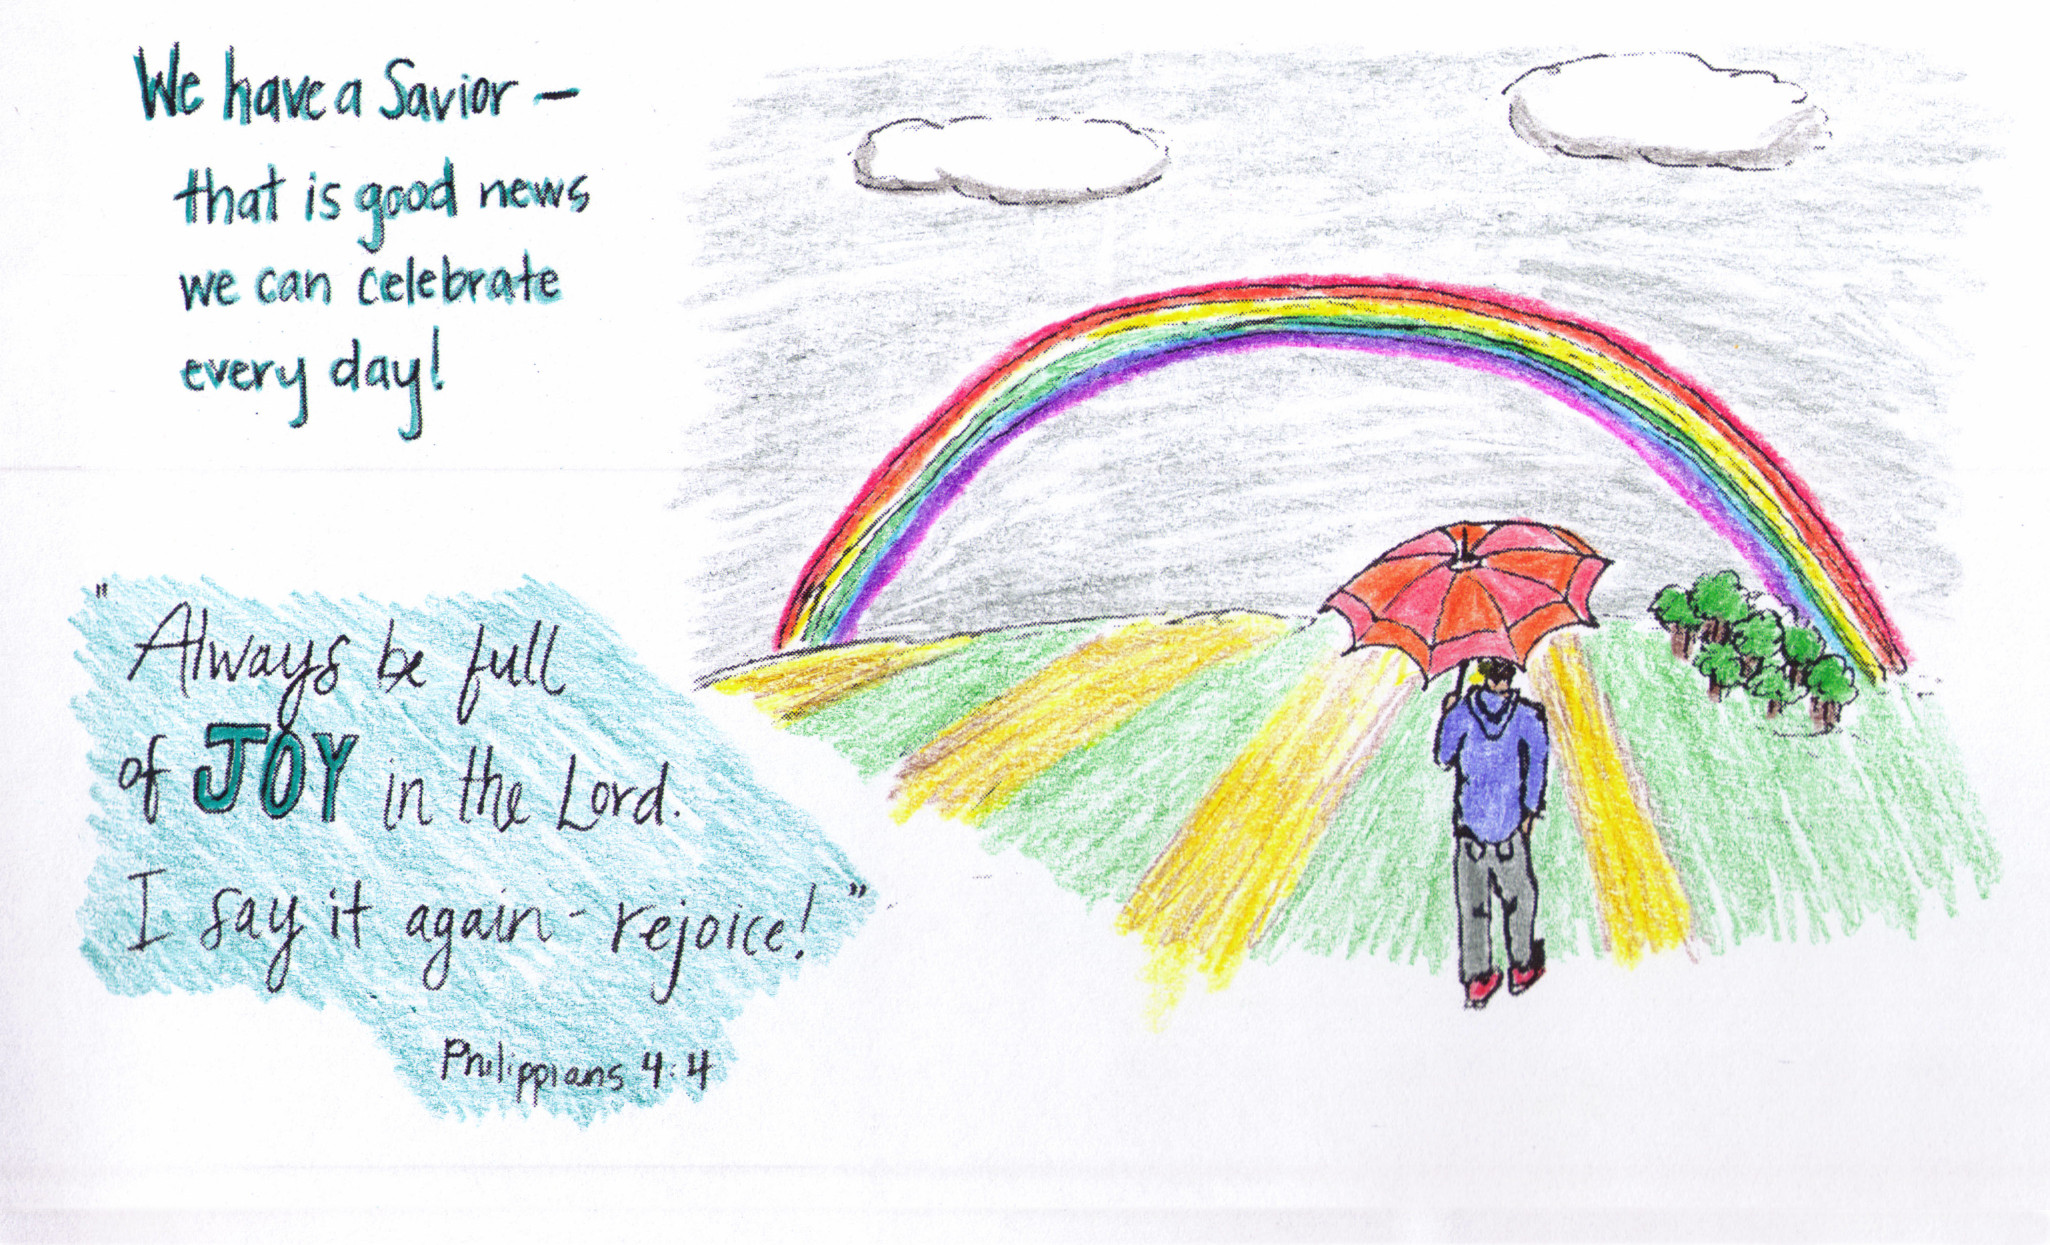 We have a Savior —
that is good news
we can celebrate
every day!
"Always be full
of JOY in the Lord.
I say it again - rejoice!"
Philippians 4:4